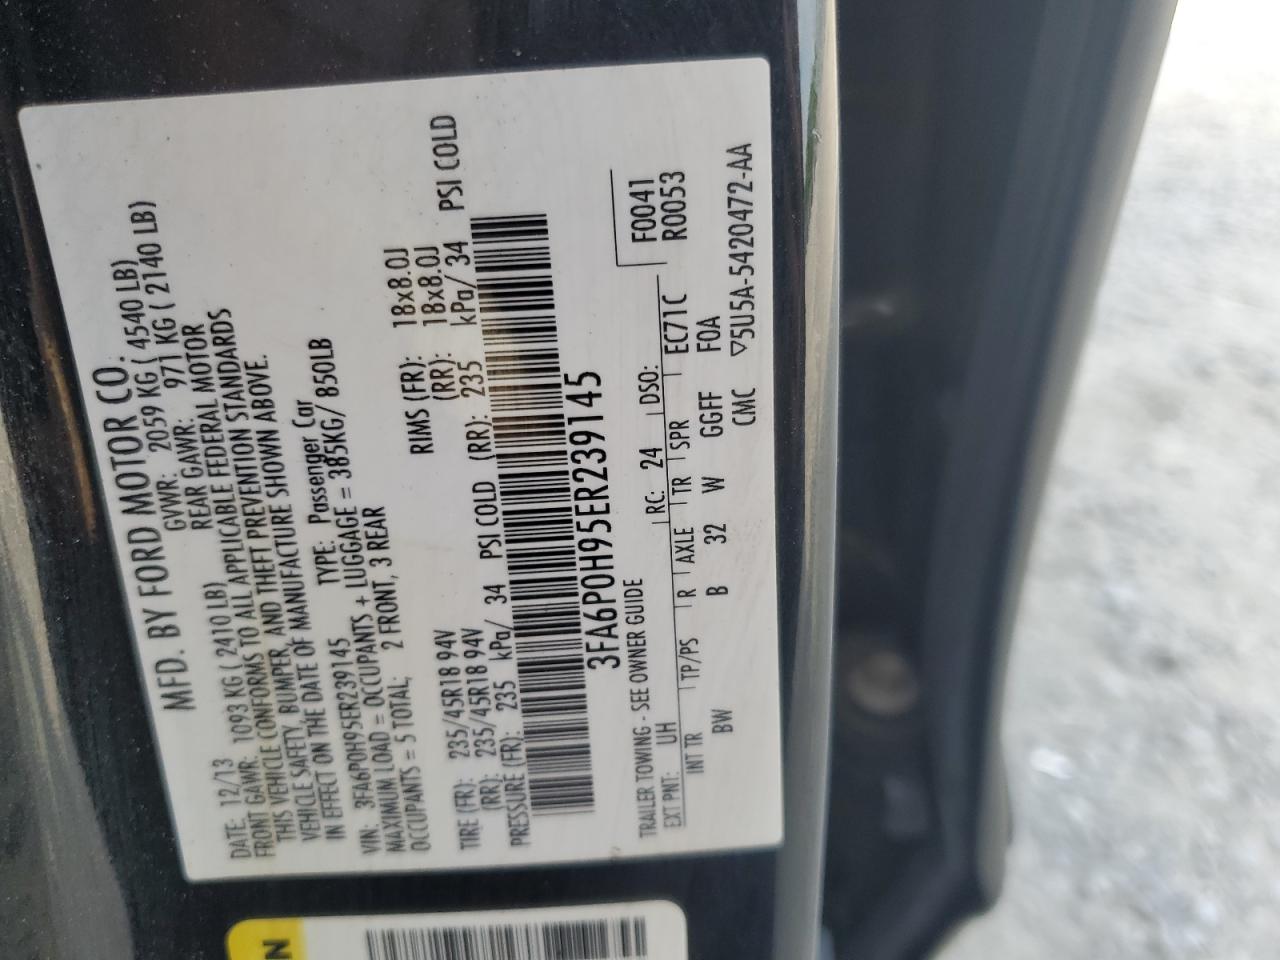 MFD. BY FORD MOTOR CO.
DATE: 12/13 GVWR: 2059 KG ( 4540 LB)
FRONT GAWR: 1093 KG ( 2410 LB) REAR GAWR: 971 KG ( 2140 LB)
THIS VEHICLE CONFORMS TO ALL APPLICABLE FEDERAL MOTOR
VEHICLE SAFETY, BUMPER, AND THEFT PREVENTION STANDARDS
IN EFFECT ON THE DATE OF MANUFACTURE SHOWN ABOVE.
VIN: 3FA6P0H95ER239145 TYPE: Passenger Car
MAXIMUM LOAD = OCCUPANTS + LUGGAGE = 385KG/ 850LB
OCCUPANTS = 5 TOTAL, 2 FRONT, 3 REAR
TIRE (FR): 235/45R18 94V RIMS (FR): 18x8.0J
(RR): 235/45R18 94V (RR): 18x8.0J
PRESSURE (FR): 235 kPa/ 34 PSI COLD (RR): 235 kPa/ 34 PSI COLD
3FA6P0H95ER239145
F0041
R0053
TRAILER TOWING - SEE OWNER GUIDE
EXT PNT: UH RC: 24 DSO:
INT TR TP/PS R AXLE TR SPR EC71C
BW B 32 W GGFF F0A
CMC ▽5U5A-5420472-AA
N